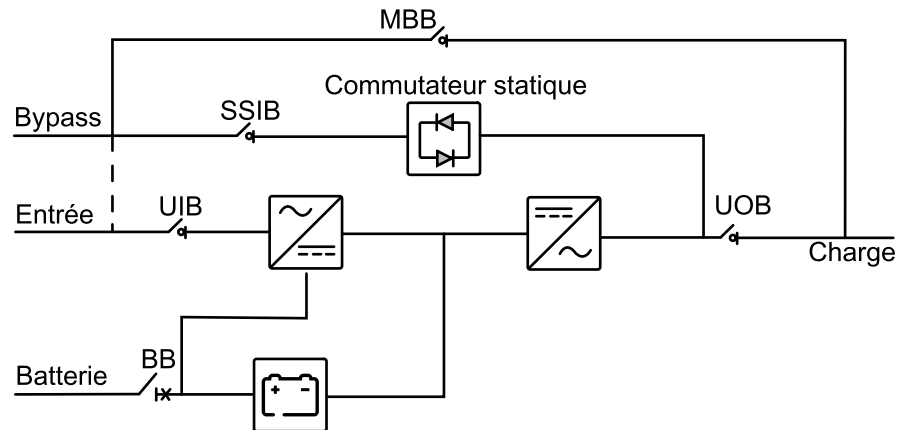 MBB
Commutateur statique
Bypass
SSIB
Entrée
UIB
UOB
Charge
Batterie
BB